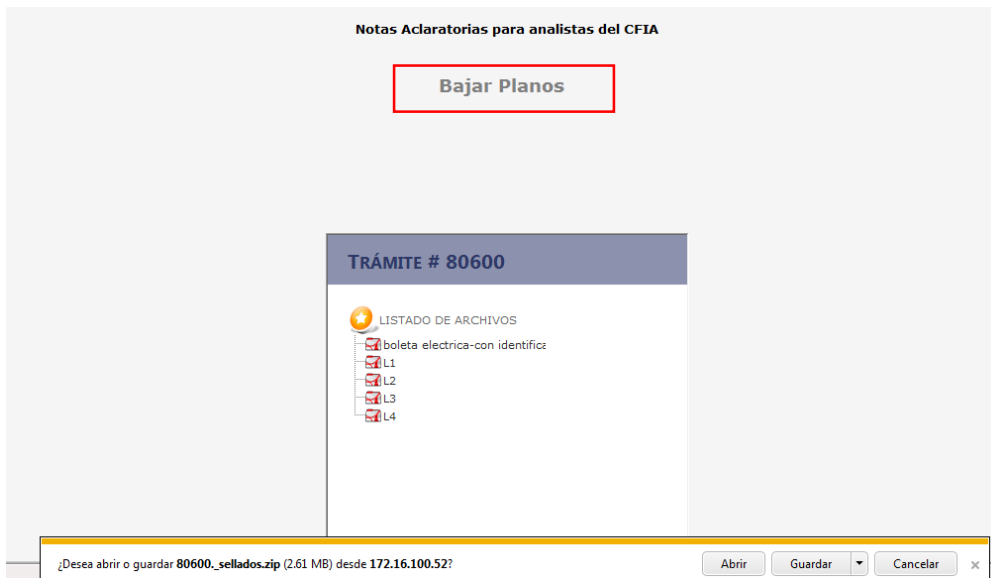 Notas Aclaratorias para analistas del CFIA
Bajar Planos
TRÁMITE # 80600
LISTADO DE ARCHIVOS
boleta electrica-con identifica
L1
L2
L3
L4
¿Desea abrir o guardar 80600._sellados.zip (2.61 MB) desde 172.16.100.52?
Abrir
Guardar
Cancelar